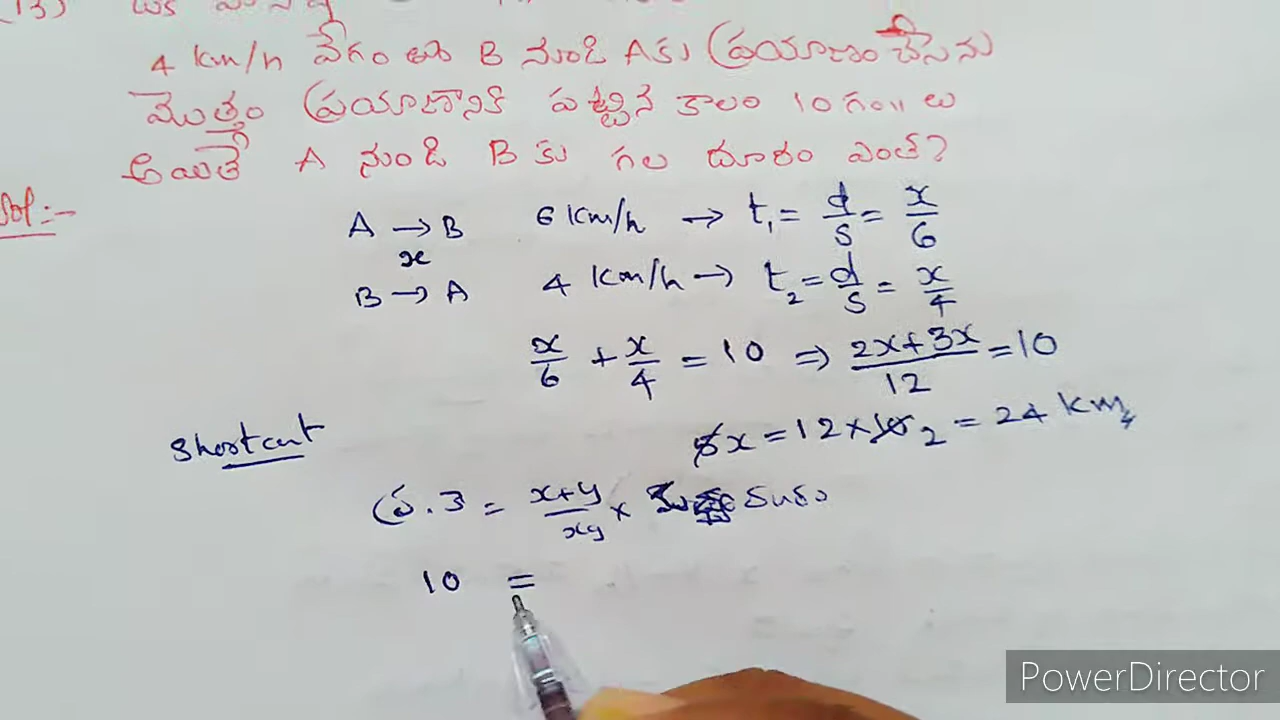 (13)
4 km/h వేగంతో B నుండి A కు ప్రయాణం చేసెను
మొత్తం ప్రయాణానికి పట్టిన కాలం 10 గం॥ లు
అయితే A నుండి B కు గల దూరం ఎంత?
Sol:-
A → B 6 km/h → t₁ = d/s = x/6
x
B → A 4 km/h → t₂ = d/s = x/4
x/6 + x/4 = 10 ⇒ (2x+3x)/12 = 10
5x = 12 × 10 2 = 24 km
Shortcut
= (x+y)/xy × దూరం
10 =
PowerDirector